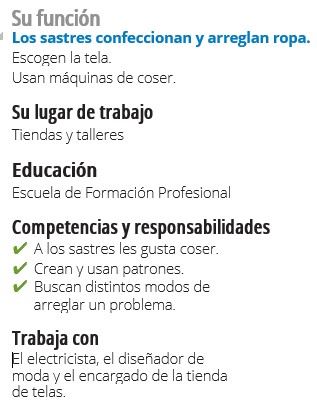 Su función
Los sastres confeccionan y arreglan ropa.
Escogen la tela.
Usan máquinas de coser.
Su lugar de trabajo
Tiendas y talleres
Educación
Escuela de Formación Profesional
Competencias y responsabilidades
✔ A los sastres les gusta coser.
✔ Crean y usan patrones.
✔ Buscan distintos modos de
arreglar un problema.
Trabaja con
El electricista, el diseñador de
moda y el encargado de la tienda
de telas.